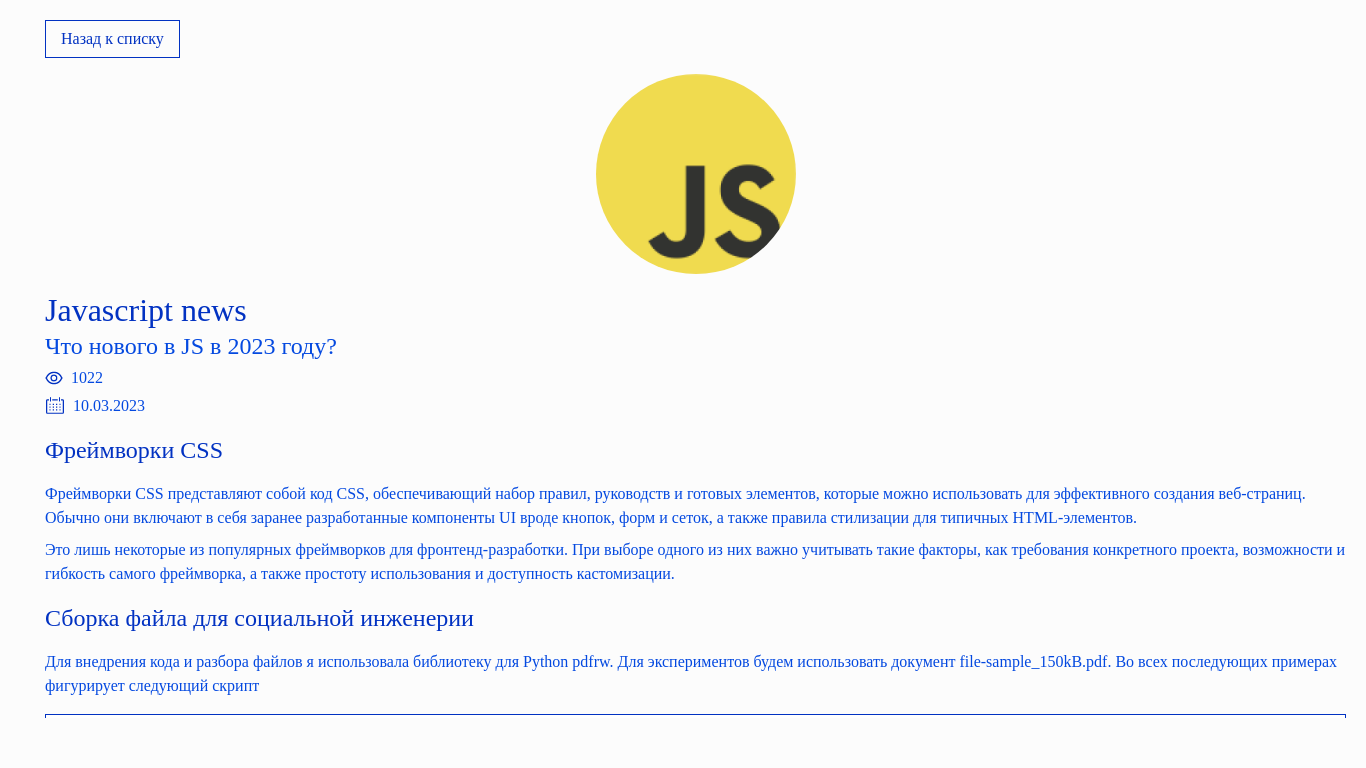 Назад к списку
JS
Javascript news
Что нового в JS в 2023 году?
1022
10.03.2023
Фреймворки CSS
Фреймворки CSS представляют собой код CSS, обеспечивающий набор правил, руководств и готовых элементов, которые можно использовать для эффективного создания веб-страниц.
Обычно они включают в себя заранее разработанные компоненты UI вроде кнопок, форм и сеток, а также правила стилизации для типичных HTML-элементов.
Это лишь некоторые из популярных фреймворков для фронтенд-разработки. При выборе одного из них важно учитывать такие факторы, как требования конкретного проекта, возможности и
гибкость самого фреймворка, а также простоту использования и доступность кастомизации.
Сборка файла для социальной инженерии
Для внедрения кода и разбора файлов я использовала библиотеку для Python pdfrw. Для экспериментов будем использовать документ file-sample_150kB.pdf. Во всех последующих примерах
фигурирует следующий скрипт